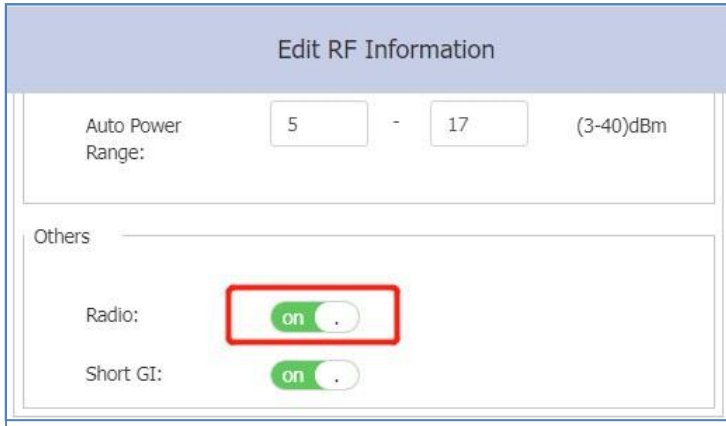 Edit RF Information
Auto Power Range:
5 - 17 (3-40)dBm
Others
Radio: on .
Short GI: on .